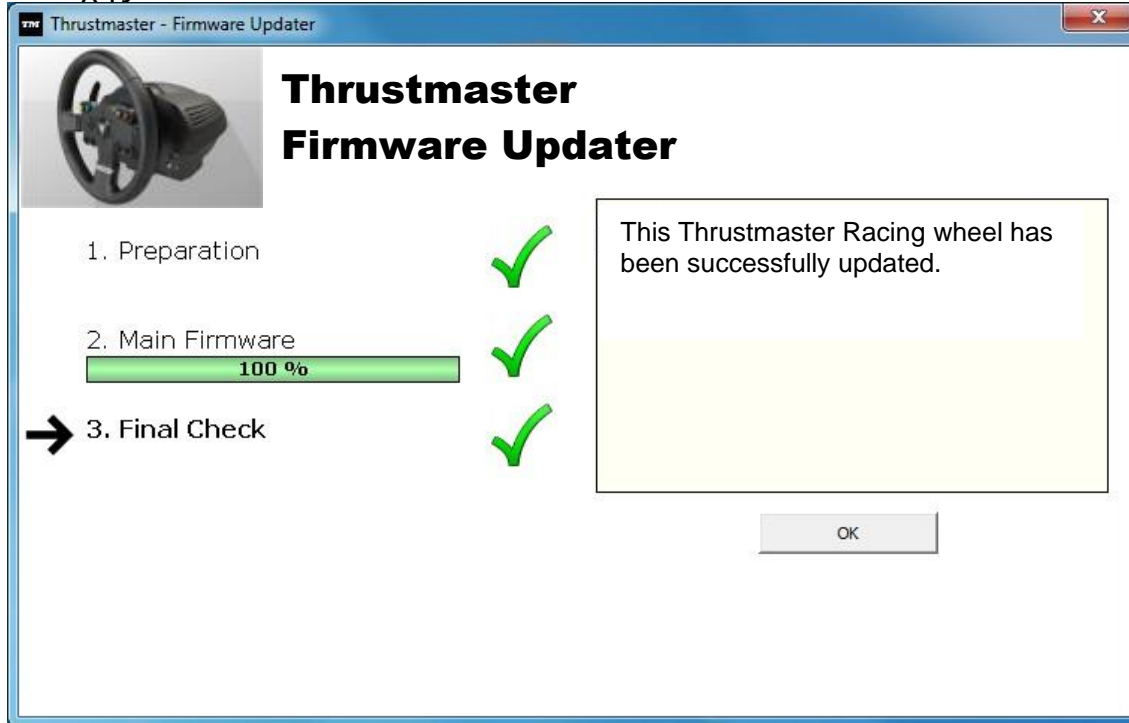 Thrustmaster - Firmware Updater
Thrustmaster
Firmware Updater
1. Preparation
2. Main Firmware
100 %
3. Final Check
This Thrustmaster Racing wheel has
been successfully updated.
OK